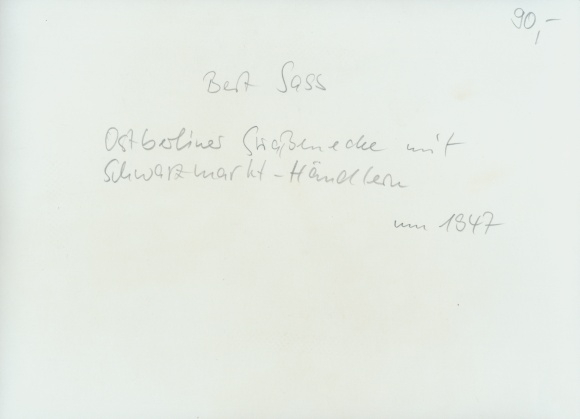 90,-
Bert Sass
Ostberliner Straßenecke mit
Schwarzmarkt-Händlern
um 1947